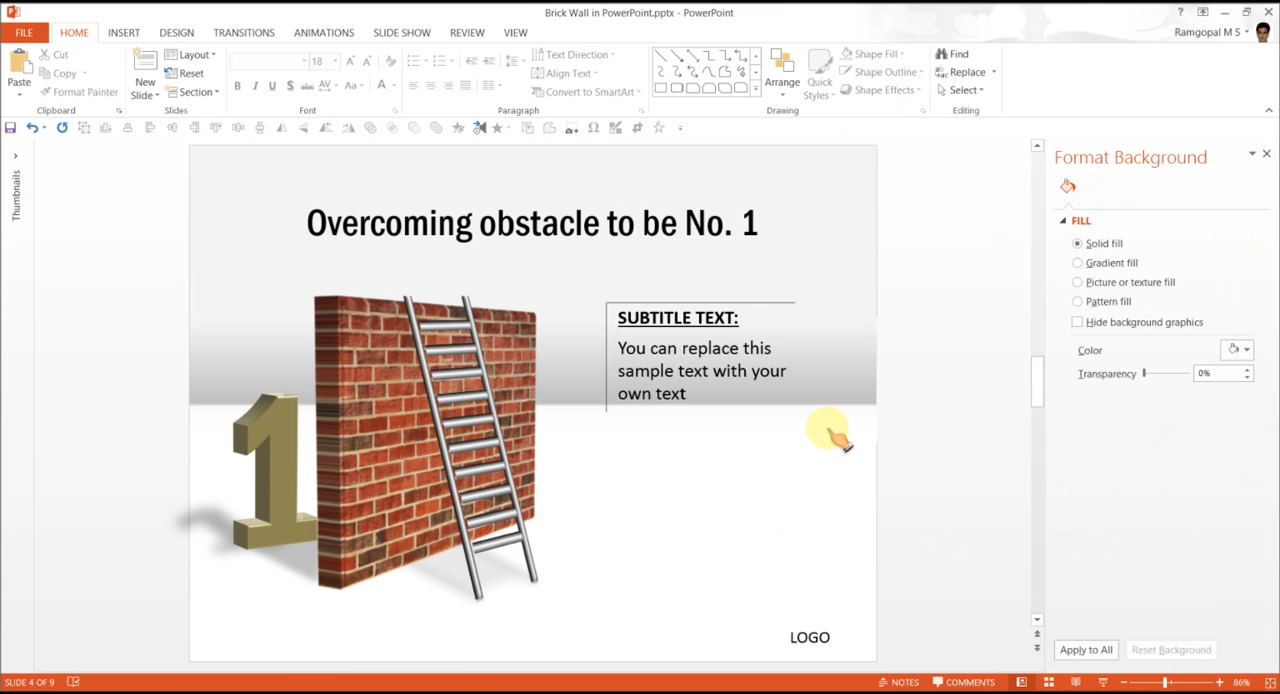 Brick Wall in PowerPoint.pptx - PowerPoint
FILE HOME INSERT DESIGN TRANSITIONS ANIMATIONS SLIDE SHOW REVIEW VIEW
Ramgopal M S
Paste
Cut
Copy
Format Painter
Clipboard
New
Slide
Layout
Reset
Section
Slides
18
B I U S abc AV Aa A
Font
Text Direction
Align Text
Convert to SmartArt
Paragraph
Arrange
Quick
Styles
Shape Fill
Shape Outline
Shape Effects
Drawing
Find
Replace
Select
Editing
Thumbnails
Overcoming obstacle to be No. 1
1
SUBTITLE TEXT:
You can replace this
sample text with your
own text
LOGO
Format Background
FILL
Solid fill
Gradient fill
Picture or texture fill
Pattern fill
Hide background graphics
Color
Transparency 0%
Apply to All Reset Background
SLIDE 4 OF 9 NOTES COMMENTS 86%